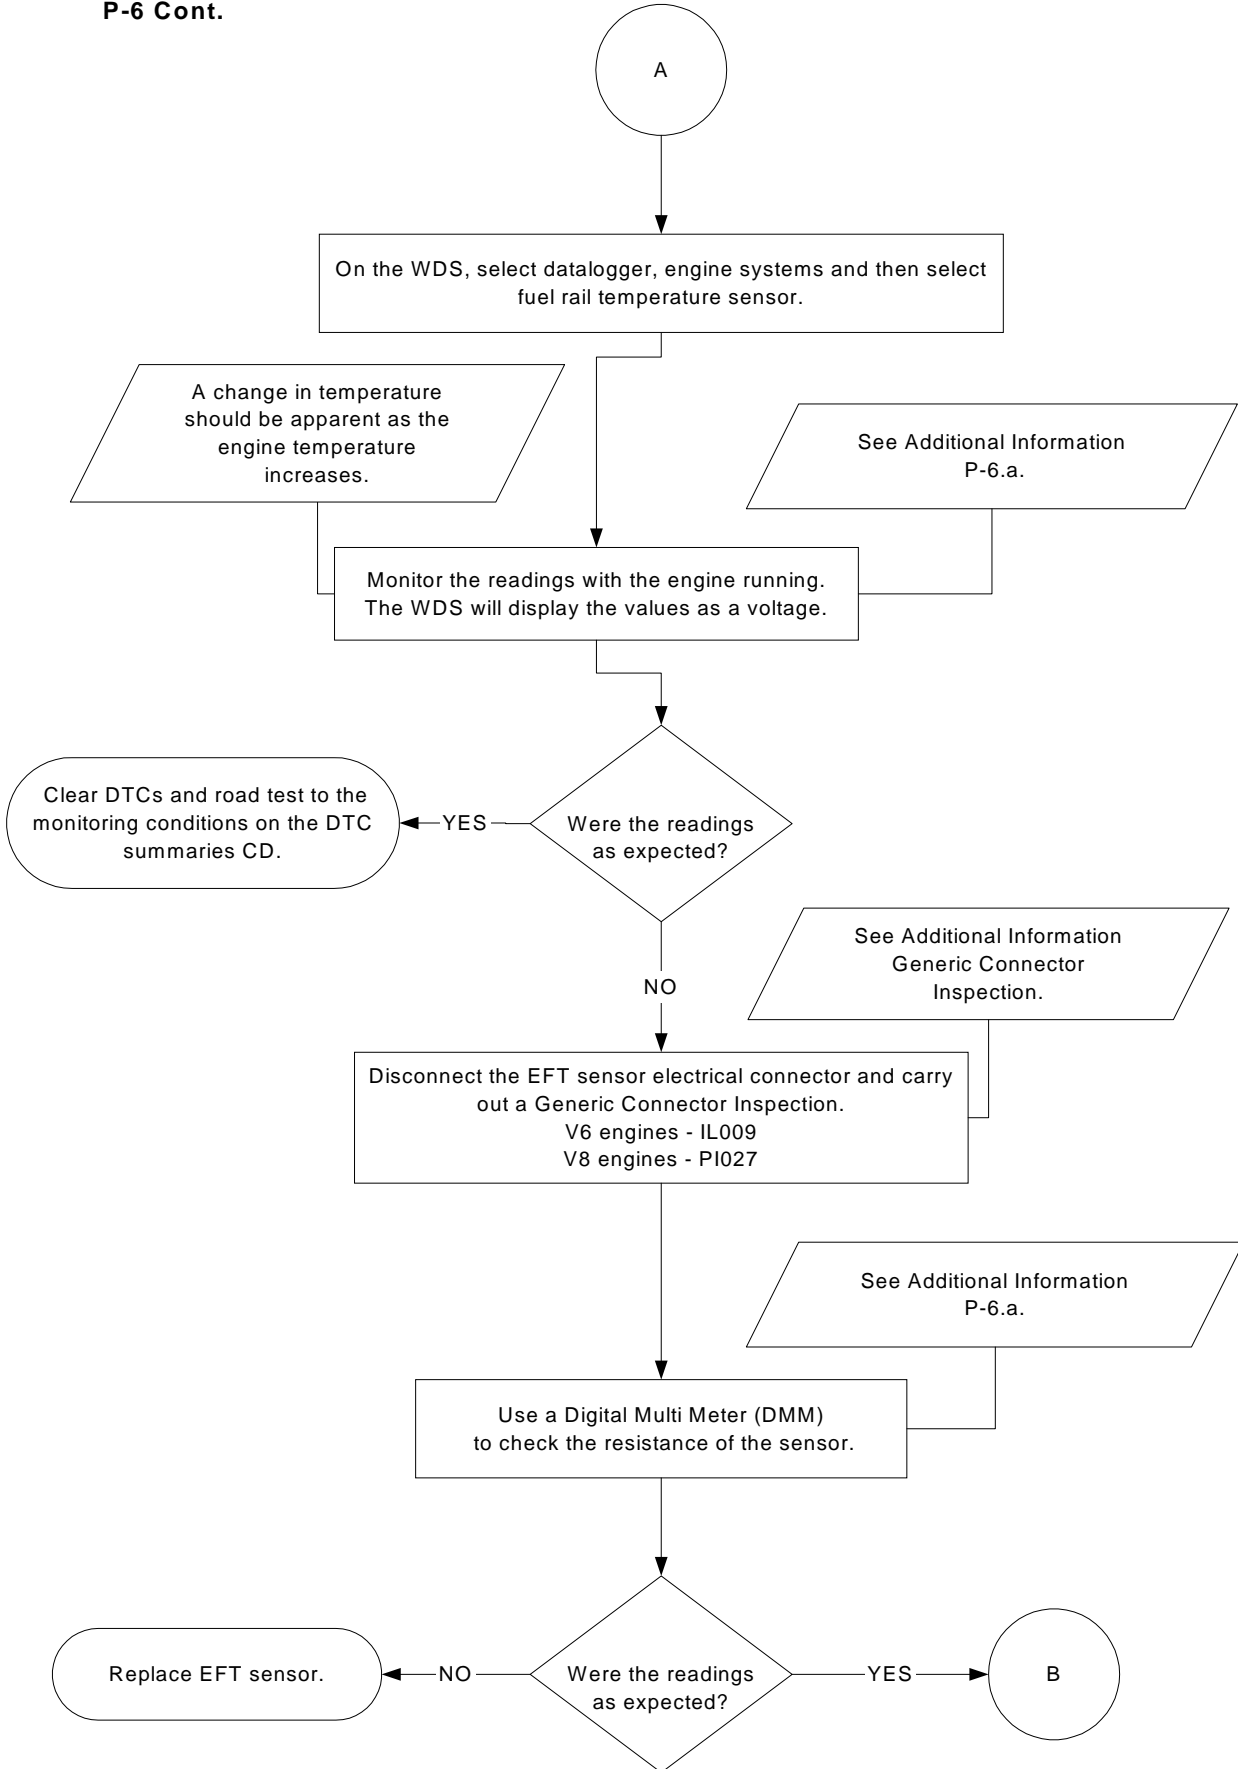 P-6 Cont.
A
On the WDS, select datalogger, engine systems and then select
fuel rail temperature sensor.
A change in temperature
should be apparent as the
engine temperature
increases.
See Additional Information
P-6.a.
Monitor the readings with the engine running.
The WDS will display the values as a voltage.
Clear DTCs and road test to the
monitoring conditions on the DTC
summaries CD.
YES
Were the readings
as expected?
NO
See Additional Information
Generic Connector
Inspection.
Disconnect the EFT sensor electrical connector and carry
out a Generic Connector Inspection.
V6 engines - IL009
V8 engines - PI027
See Additional Information
P-6.a.
Use a Digital Multi Meter (DMM)
to check the resistance of the sensor.
Replace EFT sensor.
NO
Were the readings
as expected?
YES
B